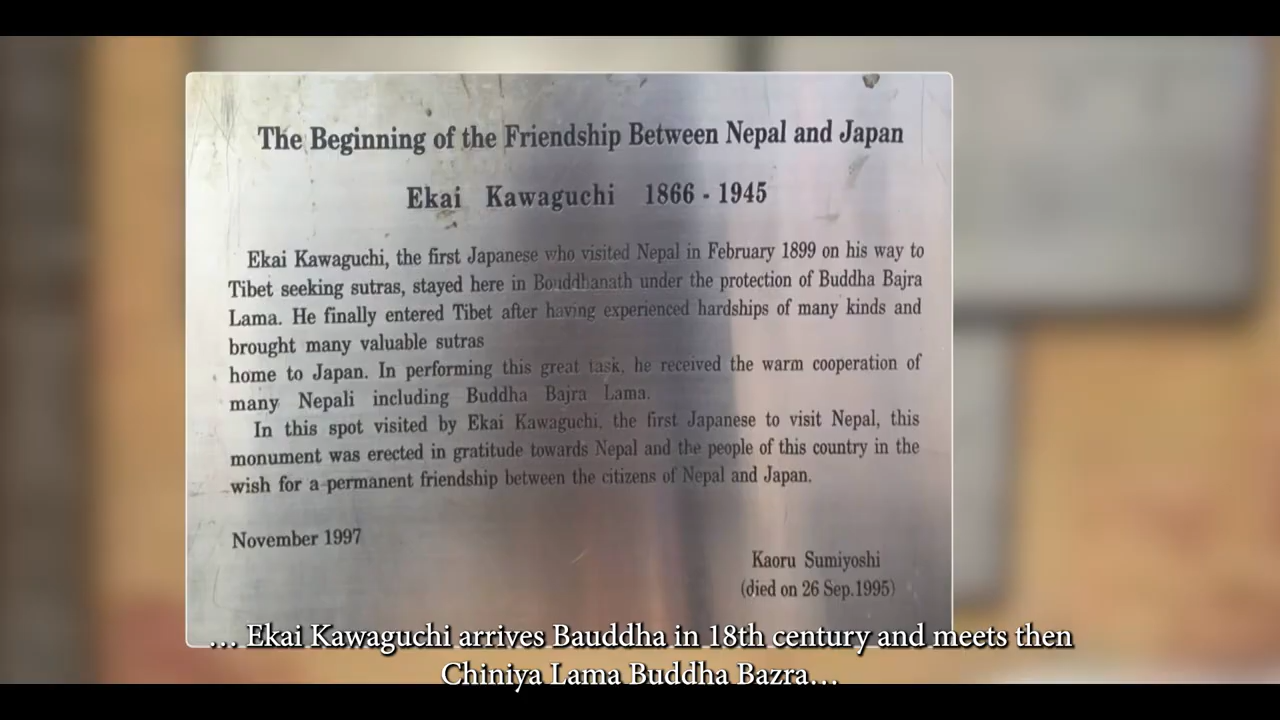 The Beginning of the Friendship Between Nepal and Japan
Ekai Kawaguchi 1866 - 1945
Ekai Kawaguchi, the first Japanese who visited Nepal in February 1899 on his way to
Tibet seeking sutras, stayed here in Bouddhanath under the protection of Buddha Bajra
Lama. He finally entered Tibet after having experienced hardships of many kinds and
brought many valuable sutras
home to Japan. In performing this great task, he received the warm cooperation of
many Nepali including Buddha Bajra Lama.
In this spot visited by Ekai Kawaguchi, the first Japanese to visit Nepal, this
monument was erected in gratitude towards Nepal and the people of this country in the
wish for a permanent friendship between the citizens of Nepal and Japan.
November 1997
Kaoru Sumiyoshi
(died on 26 Sep.1995)
... Ekai Kawaguchi arrives Bauddha in 18th century and meets then
Chiniya Lama Buddha Bazra...